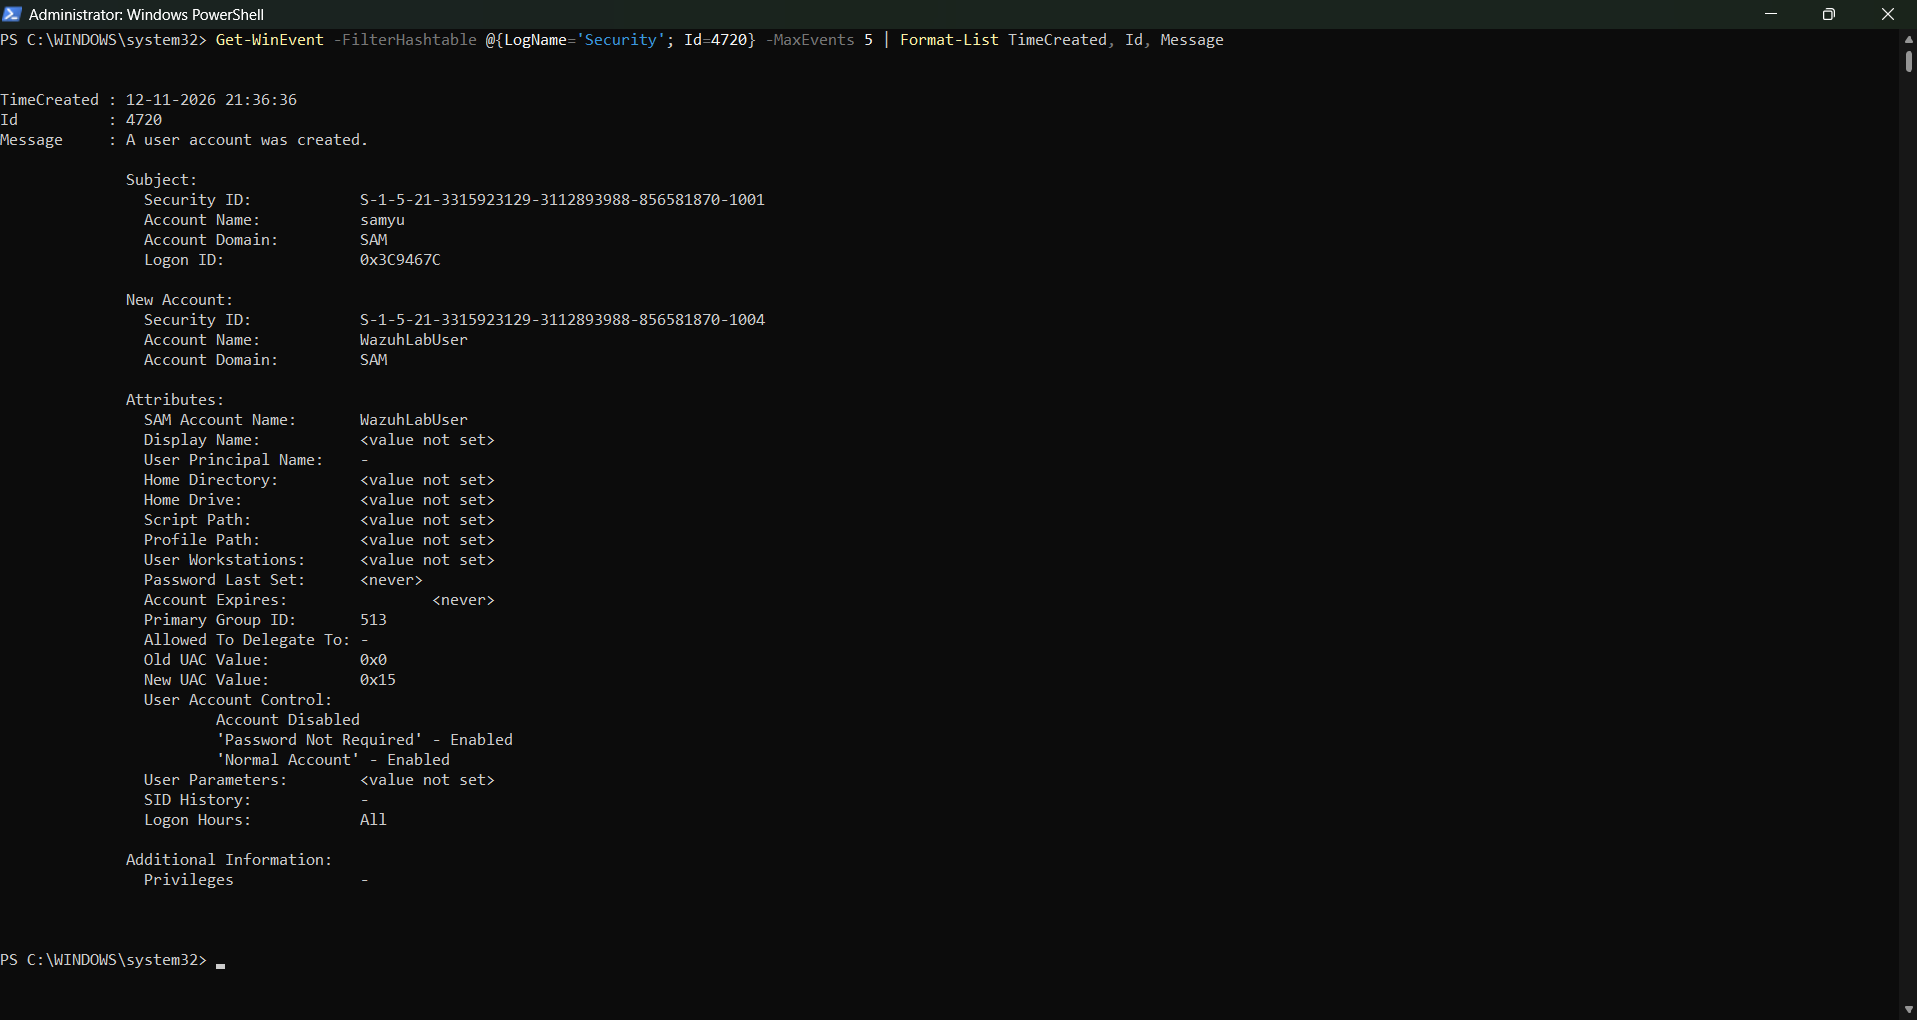 Administrator: Windows PowerShell
PS C:\WINDOWS\system32> Get-WinEvent -FilterHashtable @{LogName='Security'; Id=4720} -MaxEvents 5 | Format-List TimeCreated, Id, Message
TimeCreated : 12-11-2026 21:36:36
Id : 4720
Message : A user account was created.
Subject:
Security ID: S-1-5-21-3315923129-3112893988-856581870-1001
Account Name: samyu
Account Domain: SAM
Logon ID: 0x3C9467C
New Account:
Security ID: S-1-5-21-3315923129-3112893988-856581870-1004
Account Name: WazuhLabUser
Account Domain: SAM
Attributes:
SAM Account Name: WazuhLabUser
Display Name: <value not set>
User Principal Name: -
Home Directory: <value not set>
Home Drive: <value not set>
Script Path: <value not set>
Profile Path: <value not set>
User Workstations: <value not set>
Password Last Set: <never>
Account Expires: <never>
Primary Group ID: 513
Allowed To Delegate To: -
Old UAC Value: 0x0
New UAC Value: 0x15
User Account Control:
Account Disabled
'Password Not Required' - Enabled
'Normal Account' - Enabled
User Parameters: <value not set>
SID History: -
Logon Hours: All
Additional Information:
Privileges -
PS C:\WINDOWS\system32>